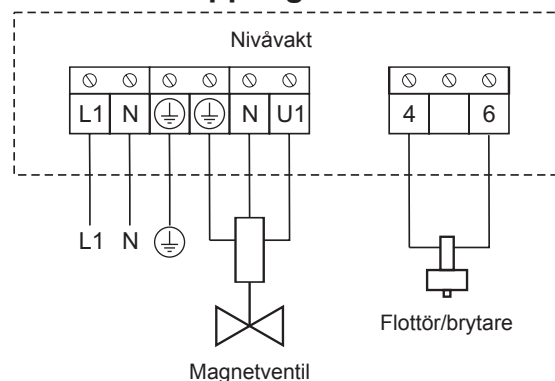 Nivåvakt
L1 N N U1 4 6
L1 N
Flottör/brytare
Magnetventil